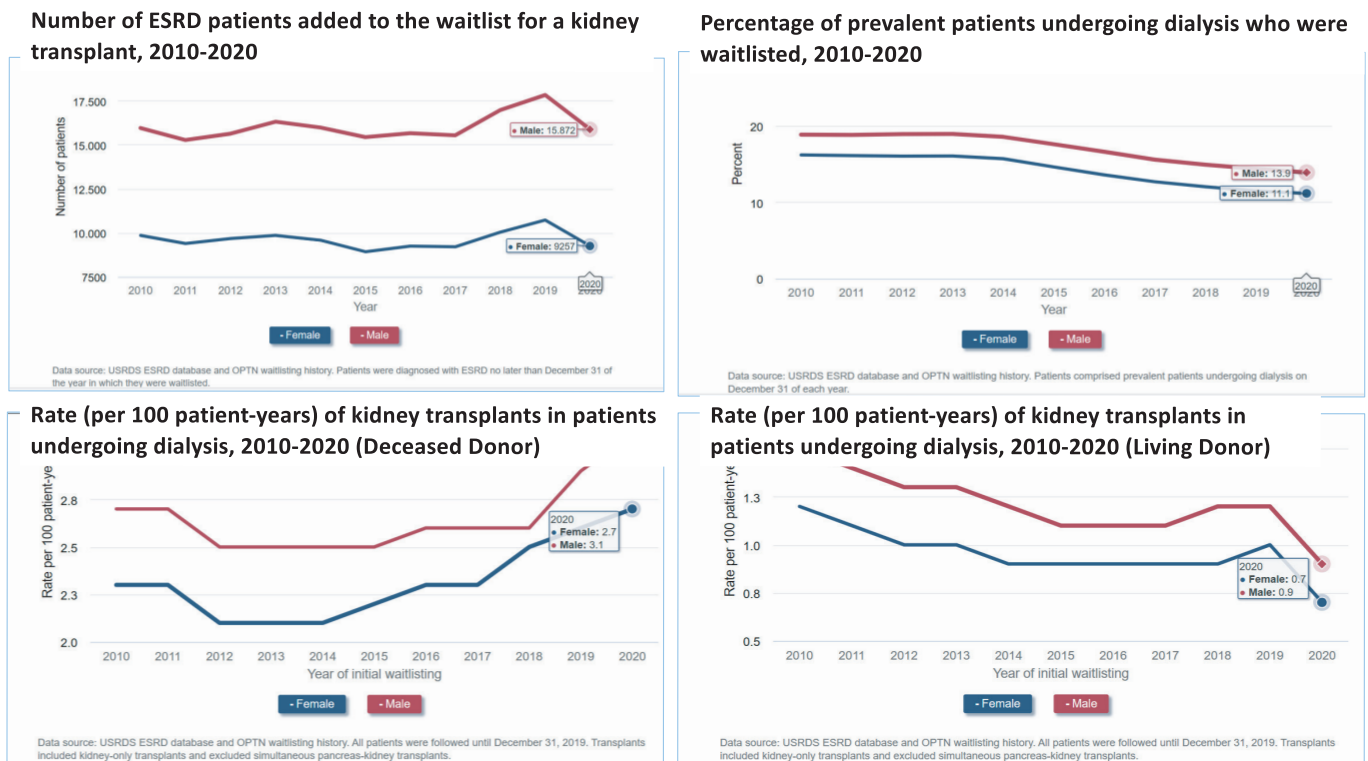 Number of ESRD patients added to the waitlist for a kidney
transplant, 2010-2020
17.500
15.000
12.500
10.000
7500
Number of patients
Male: 15.872
Female: 9257
2020
2010 2011 2012 2013 2014 2015 2016 2017 2018 2019 2020
Year
- Female - Male
Data source: USRDS ESRD database and OPTN waitlisting history. Patients were diagnosed with ESRD no later than December 31 of
the year in which they were waitlisted.
Percentage of prevalent patients undergoing dialysis who were
waitlisted, 2010-2020
20
10
0
Percent
Male: 13.9
Female: 11.1
2020
2010 2011 2012 2013 2014 2015 2016 2017 2018 2019 2020
Year
- Female - Male
Data source: USRDS ESRD database and OPTN waitlisting history. Patients comprised prevalent patients undergoing dialysis on
December 31 of each year.
Rate (per 100 patient-years) of kidney transplants in patients
undergoing dialysis, 2010-2020 (Deceased Donor)
2.8
2.5
2.3
2.0
Rate per 100 patient-ye
2020
Female: 2.7
Male: 3.1
2010 2011 2012 2013 2014 2015 2016 2017 2018 2019 2020
Year of initial waitlisting
- Female - Male
Data source: USRDS ESRD database and OPTN waitlisting history. All patients were followed until December 31, 2019. Transplants
included kidney-only transplants and excluded simultaneous pancreas-kidney transplants.
Rate (per 100 patient-years) of kidney transplants in
patients undergoing dialysis, 2010-2020 (Living Donor)
1.3
1.0
0.8
0.5
Rate per 100 patient-ye
2020
Female: 0.7
Male: 0.9
2010 2011 2012 2013 2014 2015 2016 2017 2018 2019 2020
Year of initial waitlisting
- Female - Male
Data source: USRDS ESRD database and OPTN waitlisting history. All patients were followed until December 31, 2019. Transplants
included kidney-only transplants and excluded simultaneous pancreas-kidney transplants.